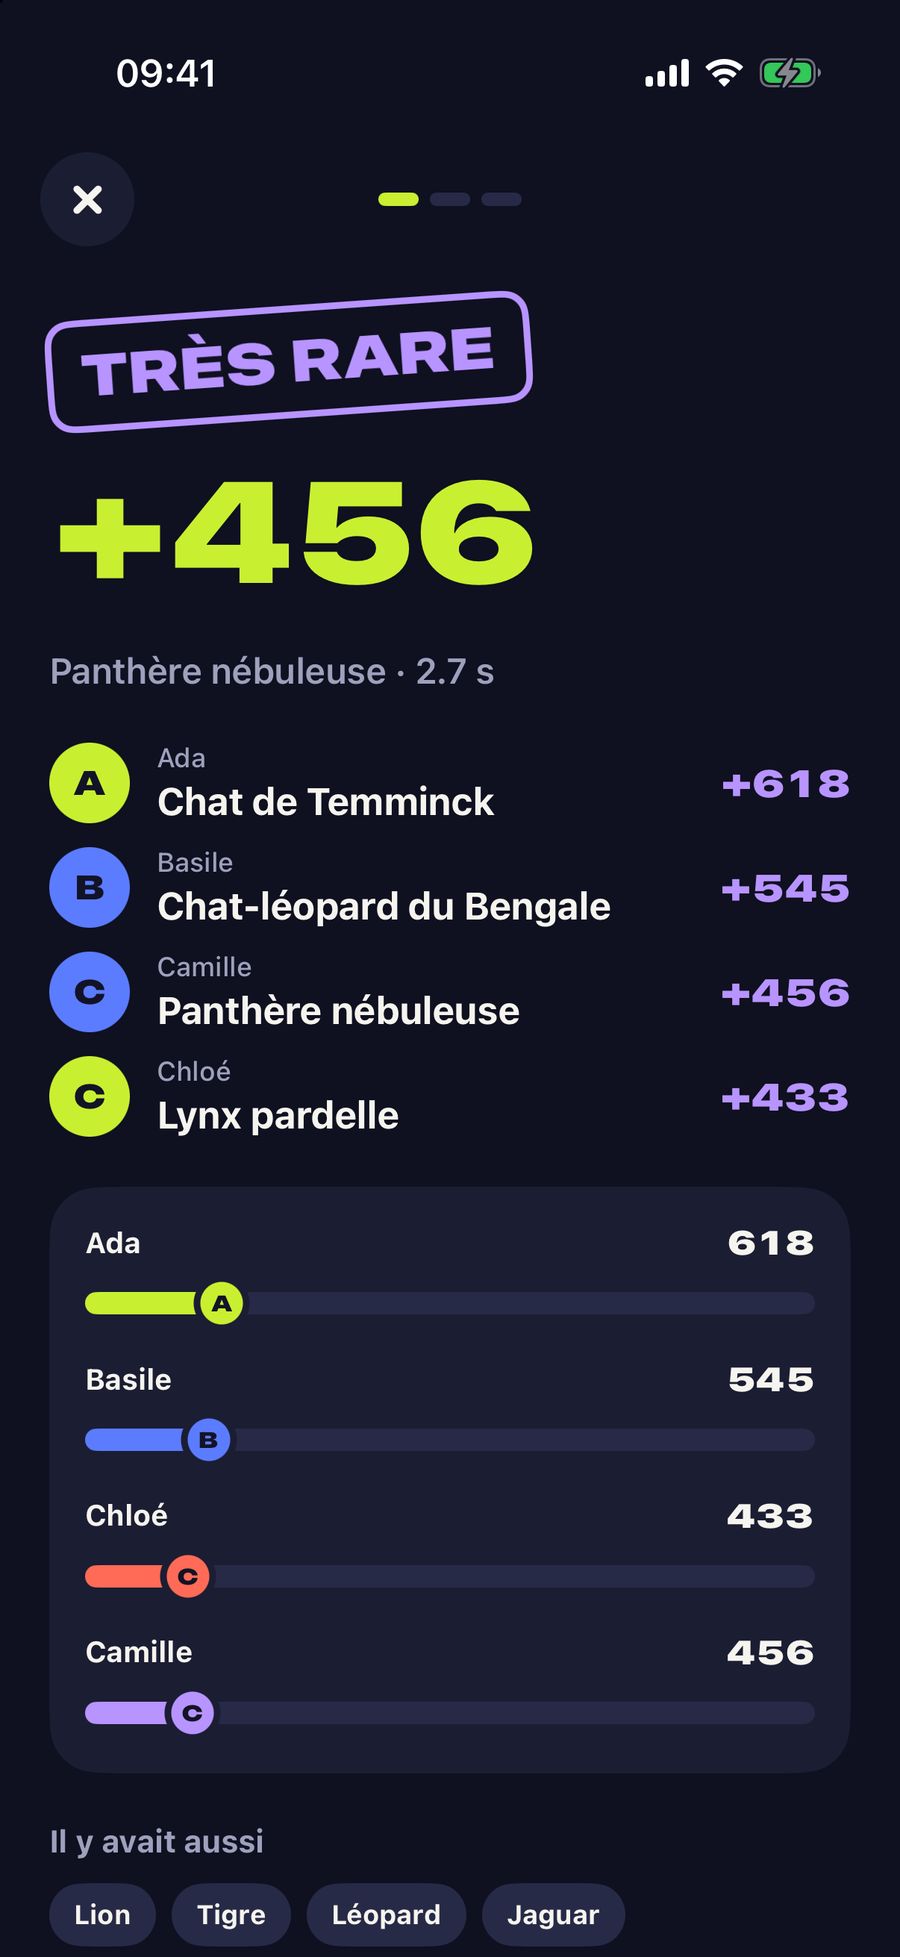 09:41
TRÈS RARE
+456
Panthère nébuleuse · 2.7 s
A
Ada
Chat de Temminck
+618
B
Basile
Chat-léopard du Bengale
+545
C
Camille
Panthère nébuleuse
+456
C
Chloé
Lynx pardelle
+433
Ada 618
A
Basile 545
B
Chloé 433
C
Camille 456
C
Il y avait aussi
Lion Tigre Léopard Jaguar